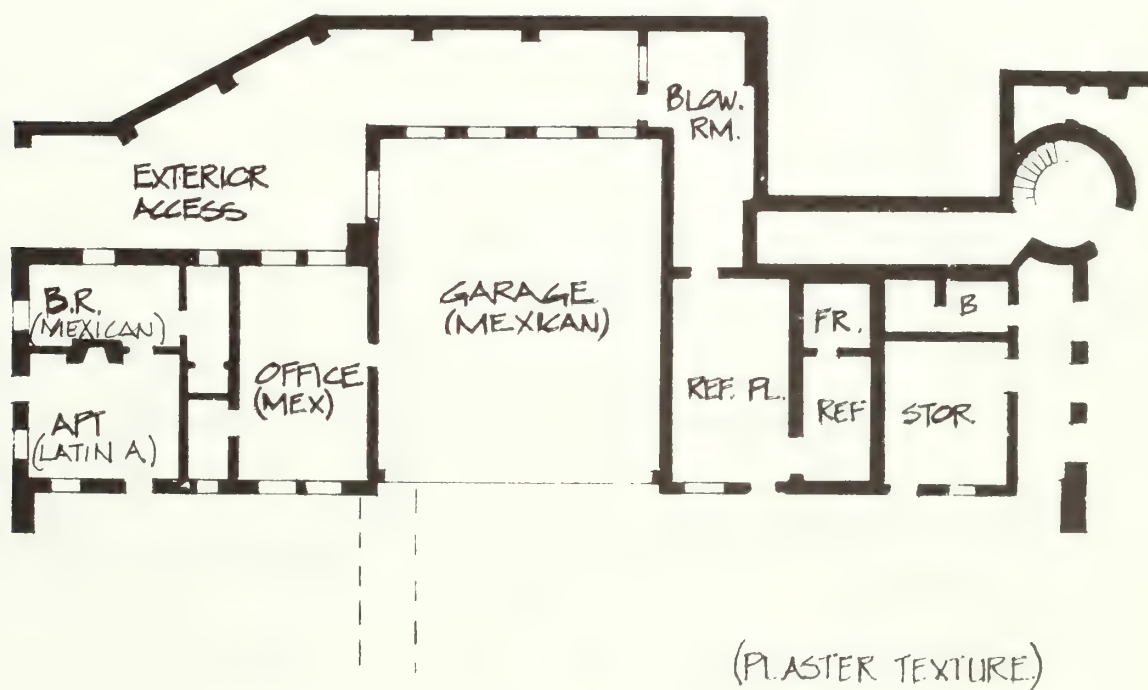 BLOW.
RM.
EXTERIOR
ACCESS
B.R.
(MEXICAN)
GARAGE
(MEXICAN)
FR.
B
OFFICE
(MEX)
REF. PL.
REF
STOR.
APT
(LATIN A)
(PLASTER TEXTURE)